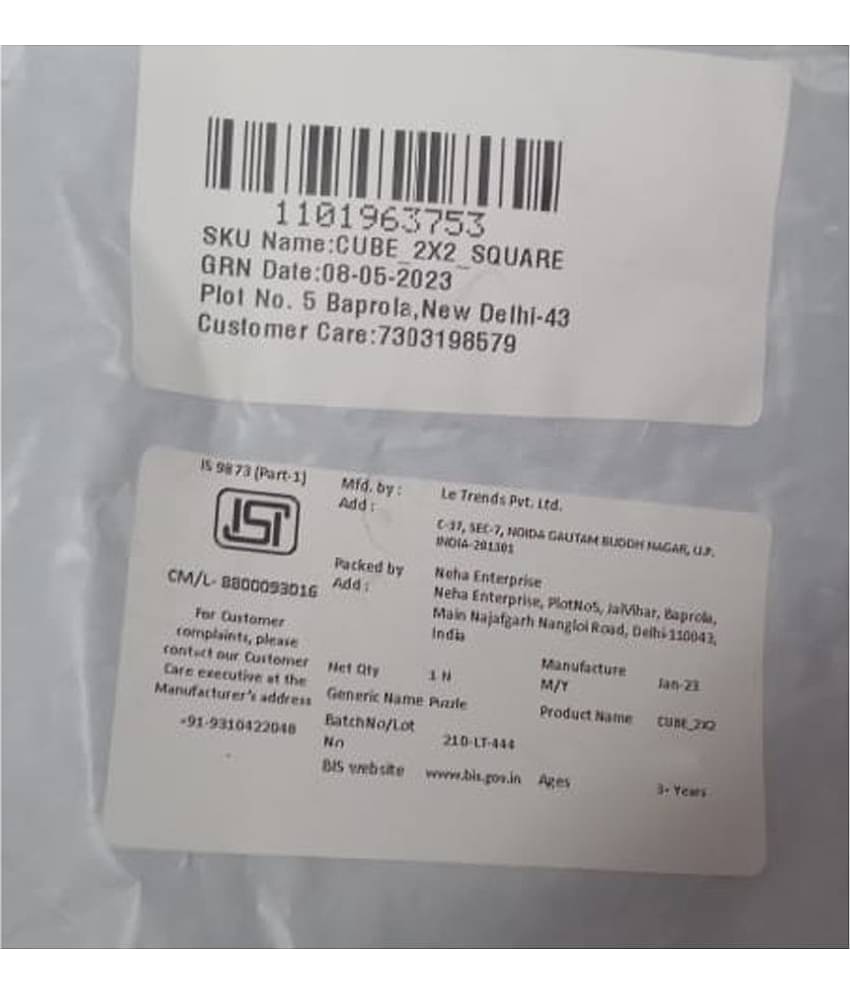 1101963753
SKU Name:CUBE_2X2_SQUARE
GRN Date:08-05-2023
Plot No. 5 Baprola,New Delhi-43
Customer Care:7303198579
IS 9873 (Part-1)
ISI
CM/L- 8800093016
For Customer
complaints, please
contact our Customer
Care executive at the
Manufacturer's address
+91-9310422048
Mfd. by : Le Trends Pvt. Ltd.
Add : C-37, SEC-7, NOIDA GAUTAM BUDDH NAGAR, U.P.
INDIA-201301
Packed by Neha Enterprise
Add : Neha Enterprise, PlotNo5, JaiVihar, Baprola,
Main Najafgarh Nangloi Road, Delhi-110043,
India
Net Qty 1 N Manufacture
M/Y Jan-23
Generic Name Puzzle Product Name CUBE_2X2
BatchNo/Lot
No 210-LT-444
BIS website www.bis.gov.in Ages 3+ Years